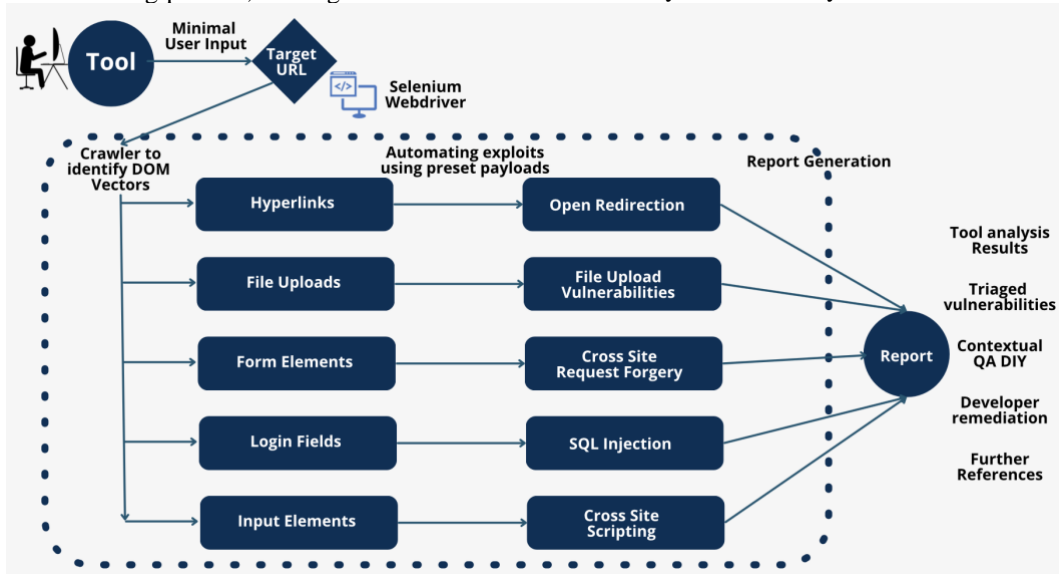 Minimal
User Input
Tool
Target
URL
</>
Selenium
Webdriver
Crawler to
identify DOM
Vectors
Automating exploits
using preset payloads
Report Generation
Hyperlinks
Open Redirection
File Uploads
File Upload
Vulnerabilities
Form Elements
Cross Site
Request Forgery
Login Fields
SQL Injection
Input Elements
Cross Site
Scripting
Report
Tool analysis
Results
Triaged
vulnerabilities
Contextual
QA DIY
Developer
remediation
Further
References